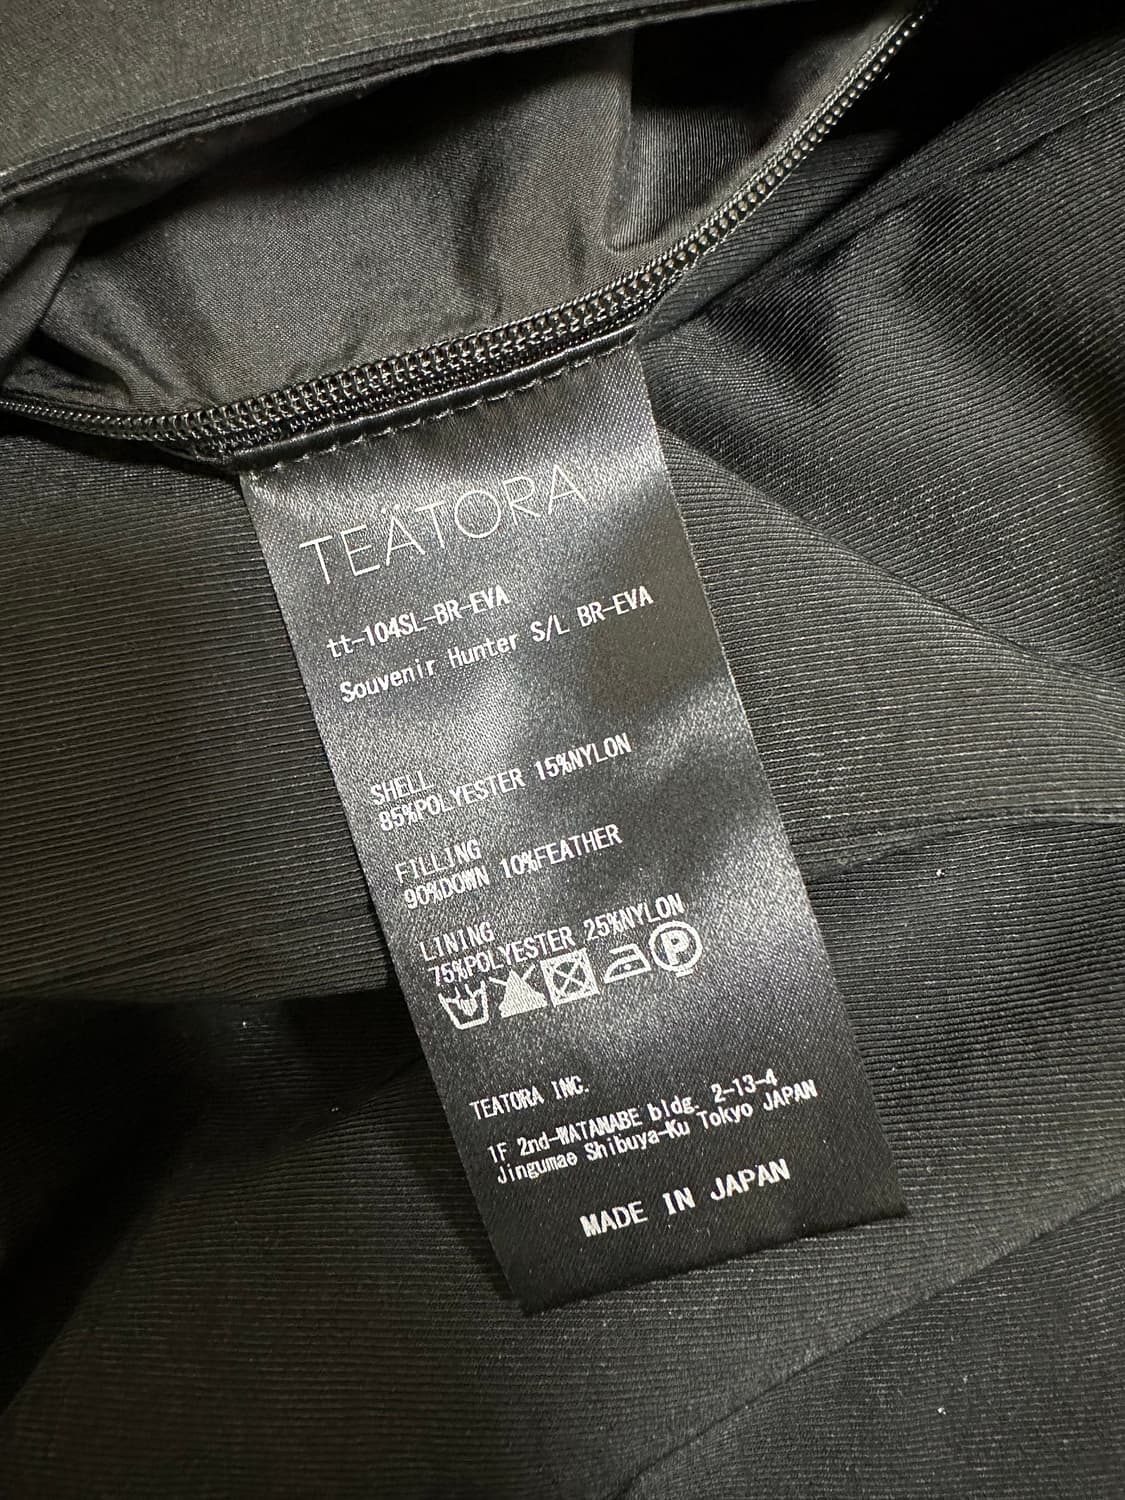 TEÄTORA
tt-104SL-BR-EVA
Souvenir Hunter S/L BR-EVA
SHELL
85%POLYESTER 15%NYLON
FILLING
90%DOWN 10%FEATHER
LINING
75%POLYESTER 25%NYLON
P
TEATORA INC.
1F 2nd-WATANABE bldg. 2-13-4
Jingumae Shibuya-Ku Tokyo JAPAN
MADE IN JAPAN